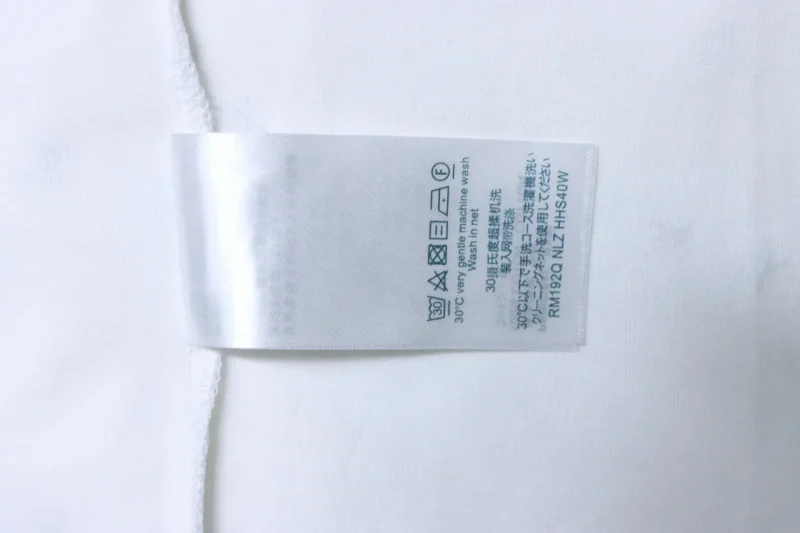 30
F
30°C very gentle machine wash
Wash in net
30摄氏度超揉机洗
装入网带洗涤
30℃以下で手洗コース洗濯機洗い
クリーニングネットを使用してください
RM192Q NLZ HHS40W